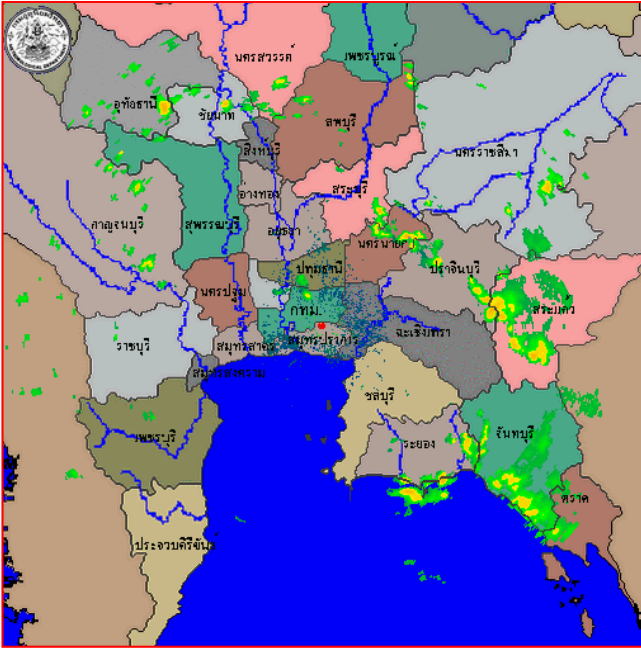 นครสวรรค์
เพชรบูรณ์
อุทัยธานี
ชัยนาท
ลพบุรี
สิงหบุรี
นครราชสีมา
อ่างทอง
สระบุรี
กาญจนบุรี
สุพรรณบุรี
อยุธยา
นครนายก
ปทุมธานี
ปราจีนบุรี
นครปฐม
กทม.
สระแก้ว
ราชบุรี
สมุทรสาคร
สมุทรปราการ
ฉะเชิงเทรา
สมุทรสงคราม
ชลบุรี
เพชรบุรี
ระยอง
จันทบุรี
ตราด
ประจวบคีรีขันธ์